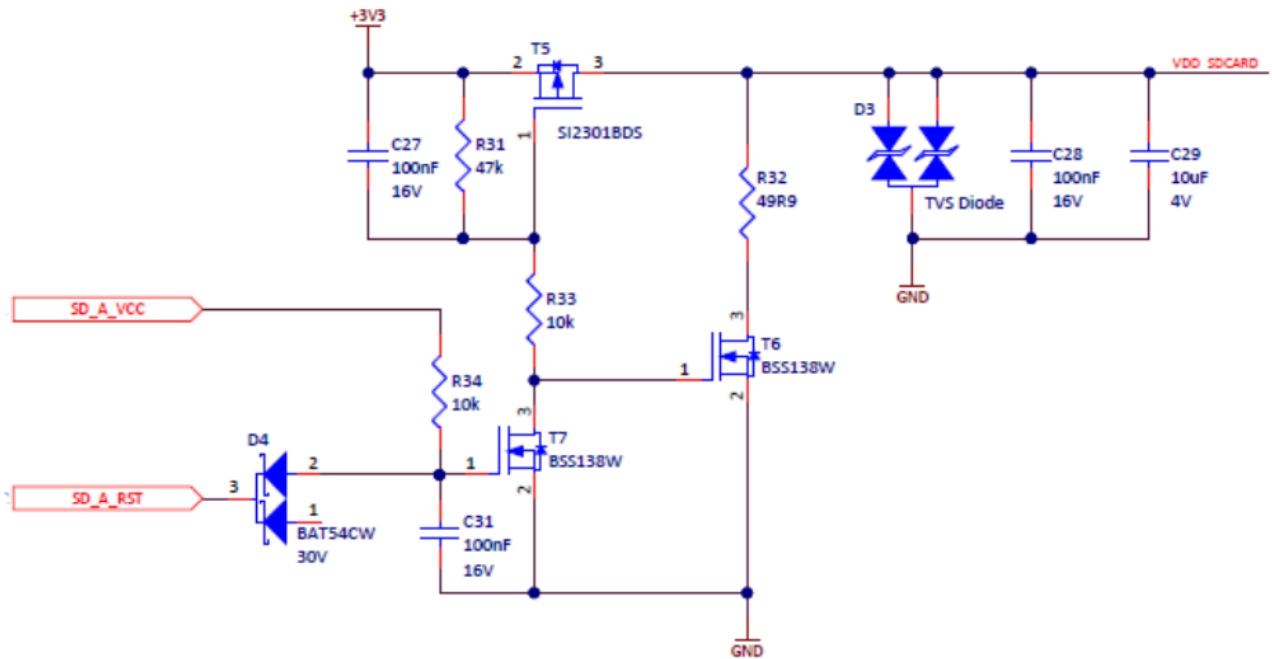 +3V3
T5
2
3
VDD_SDCARD
1
SI2301BDS
C27
100nF
16V
R31
47k
D3
TVS Diode
C28
100nF
16V
C29
10uF
4V
R32
49R9
GND
SD_A_VCC
R33
10k
3
T6
BSS138W
1
2
R34
10k
3
T7
BSS138W
1
2
D4
2
3
1
SD_A_RST
BAT54CW
30V
C31
100nF
16V
GND